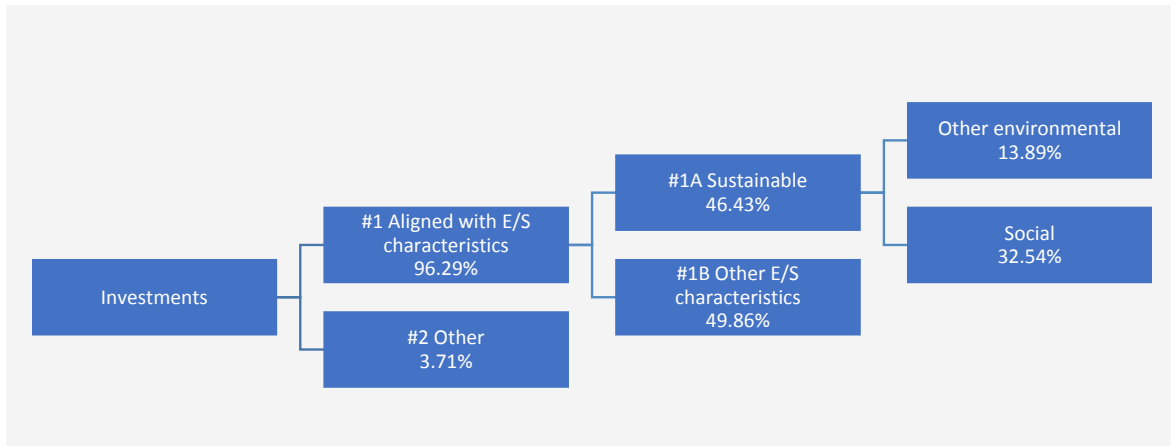 Investments
#1 Aligned with E/S
characteristics
96.29%
#2 Other
3.71%
#1A Sustainable
46.43%
#1B Other E/S
characteristics
49.86%
Other environmental
13.89%
Social
32.54%